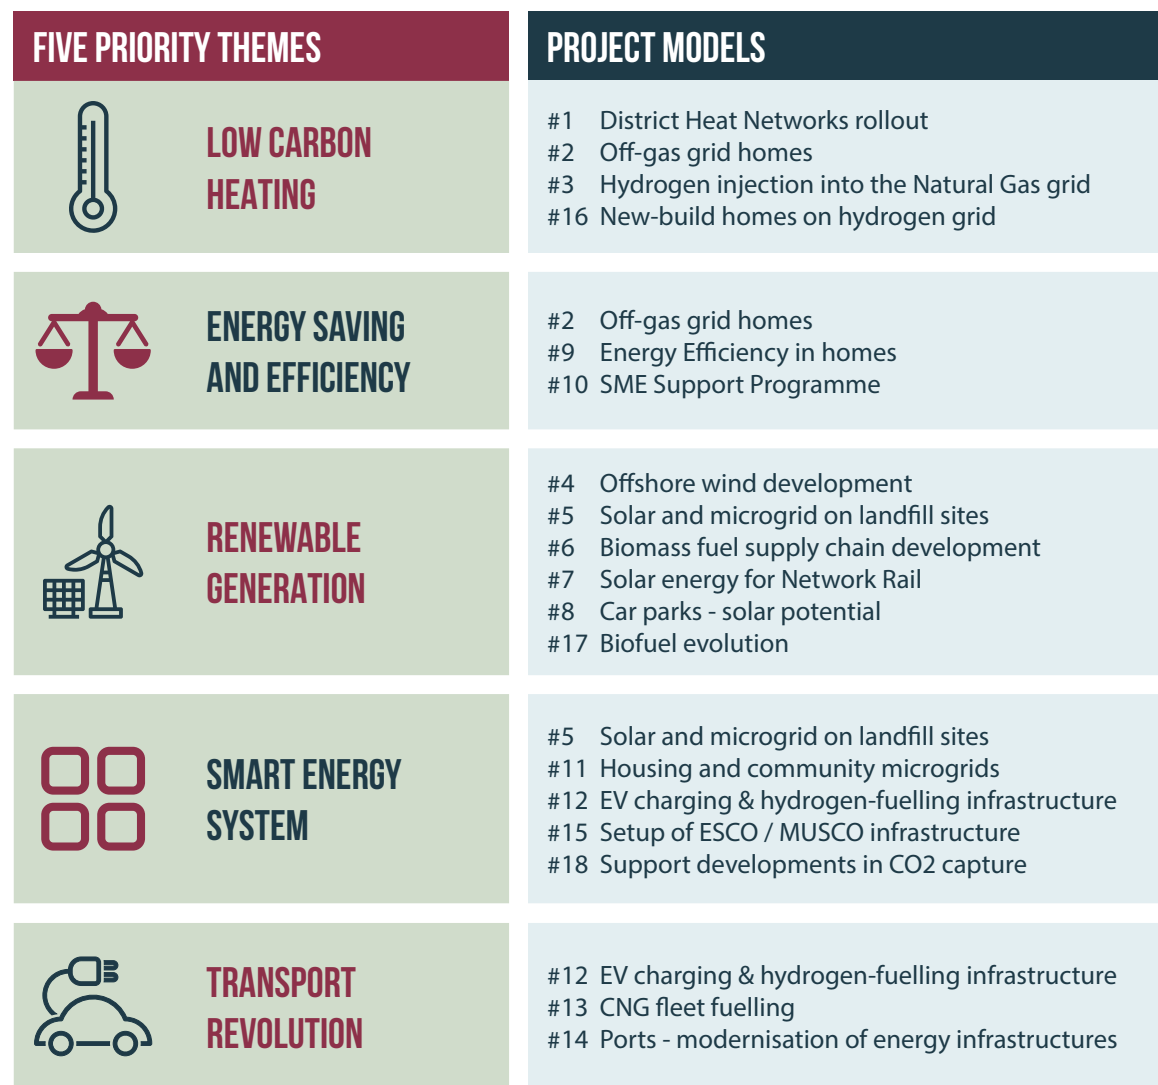 FIVE PRIORITY THEMES
PROJECT MODELS
LOW CARBON
HEATING
#1 District Heat Networks rollout
#2 Off-gas grid homes
#3 Hydrogen injection into the Natural Gas grid
#16 New-build homes on hydrogen grid
ENERGY SAVING
AND EFFICIENCY
#2 Off-gas grid homes
#9 Energy Efficiency in homes
#10 SME Support Programme
RENEWABLE
GENERATION
#4 Offshore wind development
#5 Solar and microgrid on landfill sites
#6 Biomass fuel supply chain development
#7 Solar energy for Network Rail
#8 Car parks - solar potential
#17 Biofuel evolution
SMART ENERGY
SYSTEM
#5 Solar and microgrid on landfill sites
#11 Housing and community microgrids
#12 EV charging & hydrogen-fuelling infrastructure
#15 Setup of ESCO / MUSCO infrastructure
#18 Support developments in CO2 capture
TRANSPORT
REVOLUTION
#12 EV charging & hydrogen-fuelling infrastructure
#13 CNG fleet fuelling
#14 Ports - modernisation of energy infrastructures